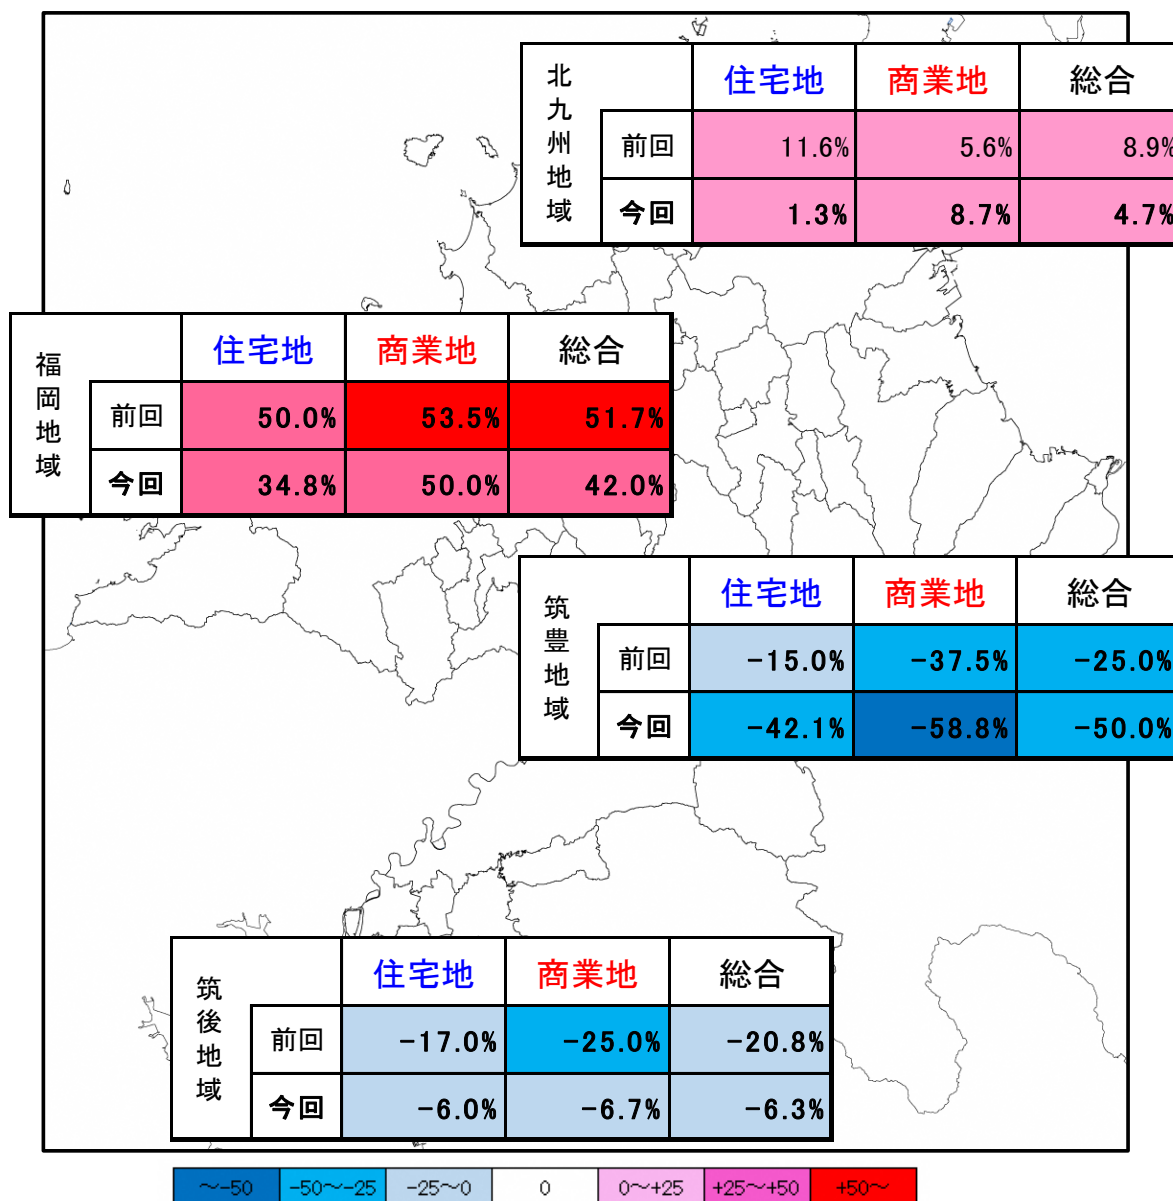 北九州地域
住宅地 商業地 総合
前回 11.6% 5.6% 8.9%
今回 1.3% 8.7% 4.7%
福岡地域
住宅地 商業地 総合
前回 50.0% 53.5% 51.7%
今回 34.8% 50.0% 42.0%
筑豊地域
住宅地 商業地 総合
前回 -15.0% -37.5% -25.0%
今回 -42.1% -58.8% -50.0%
筑後地域
住宅地 商業地 総合
前回 -17.0% -25.0% -20.8%
今回 -6.0% -6.7% -6.3%
～-50 -50～-25 -25～0 0 0～+25 +25～+50 +50～